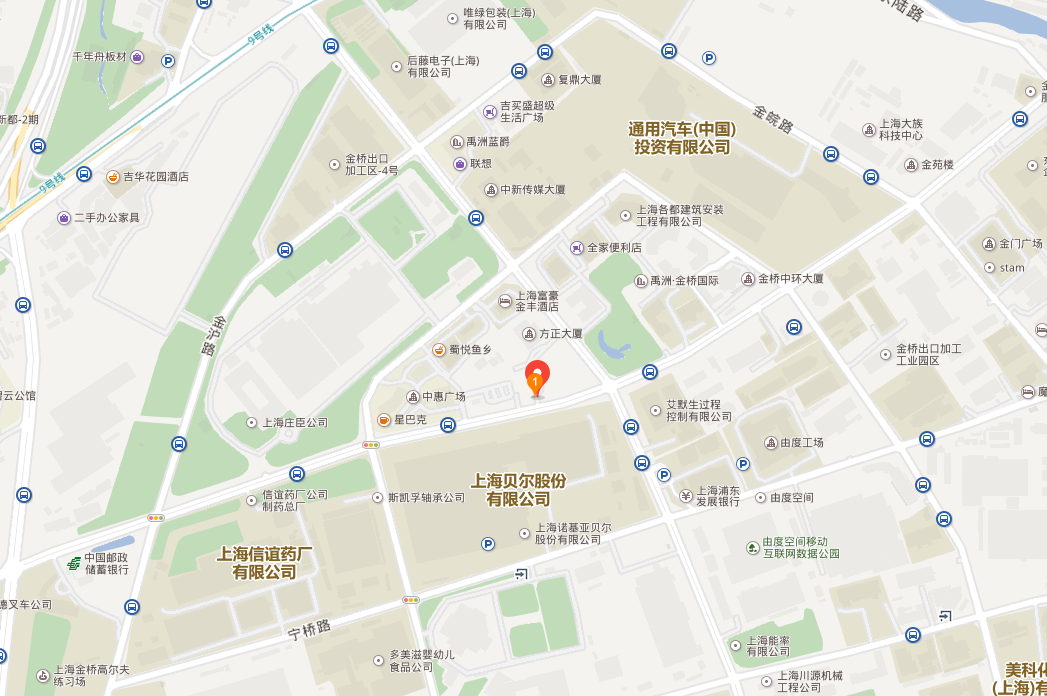 唯绿包装(上海)
有限公司
东陆路
9号线
千年舟板材
P
后藤电子(上海)
有限公司
复鼎大厦
P
吉买盛超级
生活广场
新都-2期
金皖路
通用汽车(中国)
投资有限公司
上海大族
科技中心
禹洲蓝爵
联想
金桥出口
加工区-4号
金苑楼
9号线
吉华花园酒店
中新传媒大厦
二手办公家具
上海各都建筑安装
工程有限公司
全家便利店
金门广场
stam
禹洲·金桥国际
金桥中环大厦
上海富豪
金丰酒店
金沪路
方正大厦
蜀悦鱼乡
金桥出口加工
工业园区
1
中惠广场
云公馆
魔
星巴克
艾默生过程
控制有限公司
上海庄臣公司
由度工场
P
P
上海贝尔股份
有限公司
信谊药厂公司
制药总厂
斯凯孚轴承公司
¥
上海浦东
发展银行
由度空间
上海诺基亚贝尔
股份有限公司
P
由度空间移动
互联网数据公园
中国邮政
储蓄银行
上海信谊药厂
有限公司
德叉车公司
宁桥路
上海能率
有限公司
多美滋婴幼儿
食品公司
上海金桥高尔夫
练习场
上海川源机械
工程公司
美科化
(上海)有